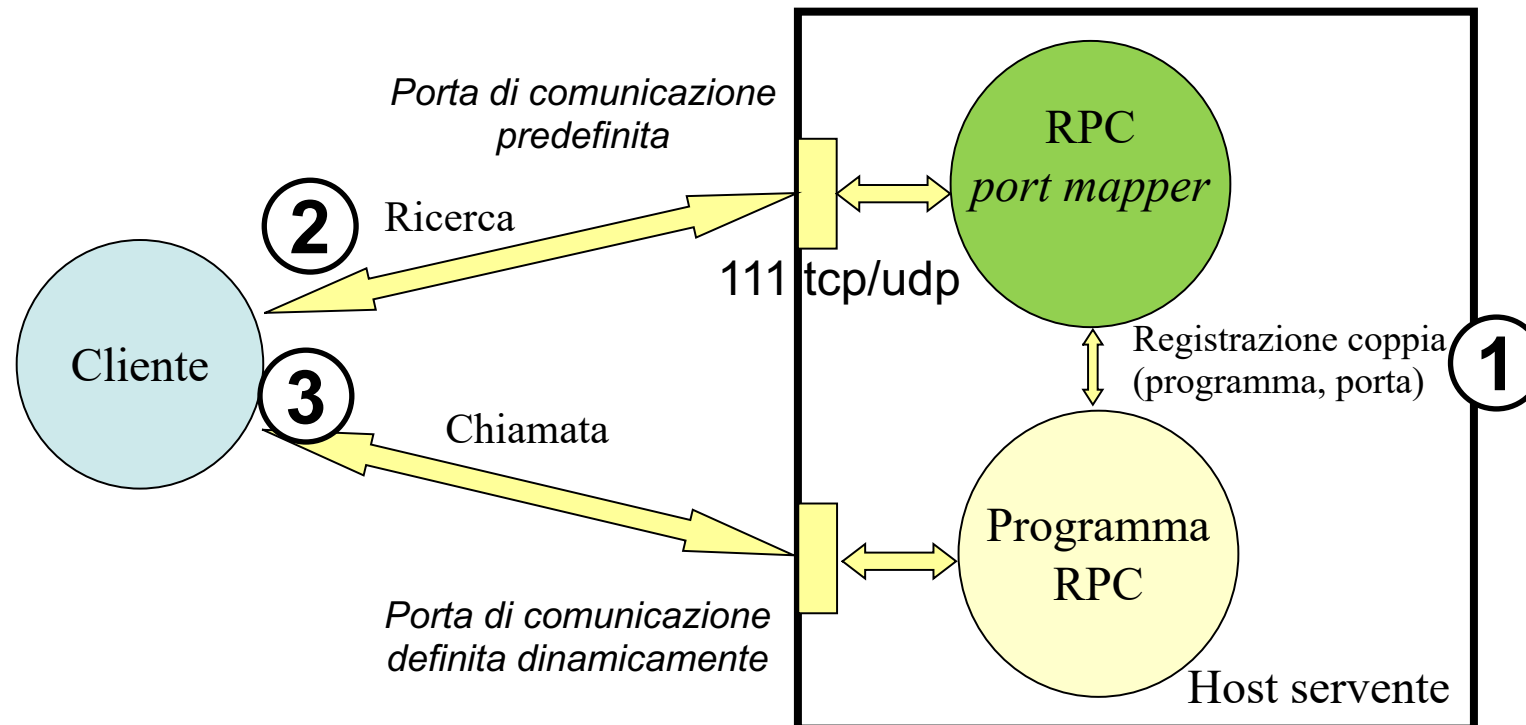 Porta di comunicazione
predefinita
RPC
port mapper
2
Ricerca
111 tcp/udp
Registrazione coppia
(programma, porta)
1
Cliente
3
Chiamata
Programma
RPC
Porta di comunicazione
definita dinamicamente
Host servente